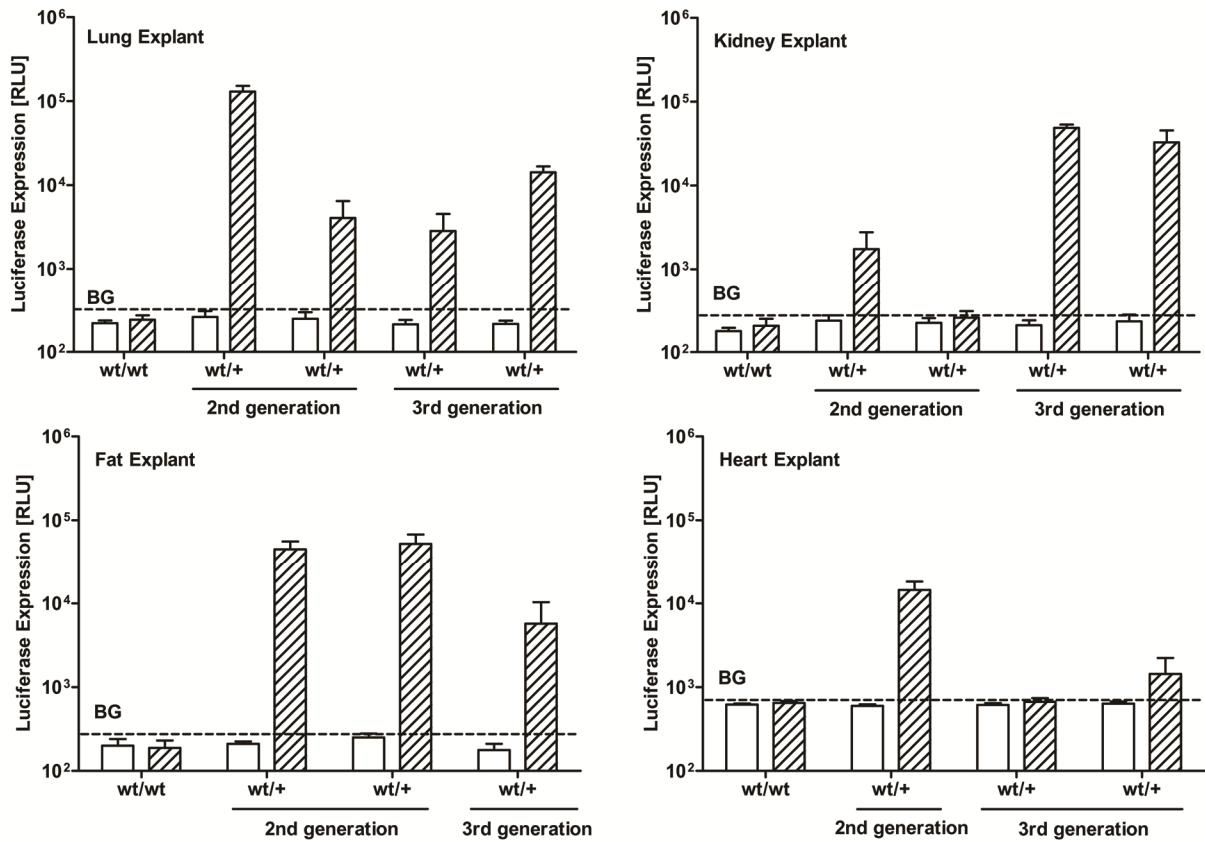 Lung Explant
Luciferase Expression [RLU]
10⁶
10⁵
10⁴
10³
10²
BG
wt/wt wt/+ wt/+ wt/+ wt/+
2nd generation 3rd generation
Kidney Explant
Luciferase Expression [RLU]
10⁶
10⁵
10⁴
10³
10²
BG
wt/wt wt/+ wt/+ wt/+ wt/+
2nd generation 3rd generation
Fat Explant
Luciferase Expression [RLU]
10⁶
10⁵
10⁴
10³
10²
BG
wt/wt wt/+ wt/+ wt/+
2nd generation 3rd generation
Heart Explant
Luciferase Expression [RLU]
10⁶
10⁵
10⁴
10³
10²
BG
wt/wt wt/+ wt/+ wt/+
2nd generation 3rd generation